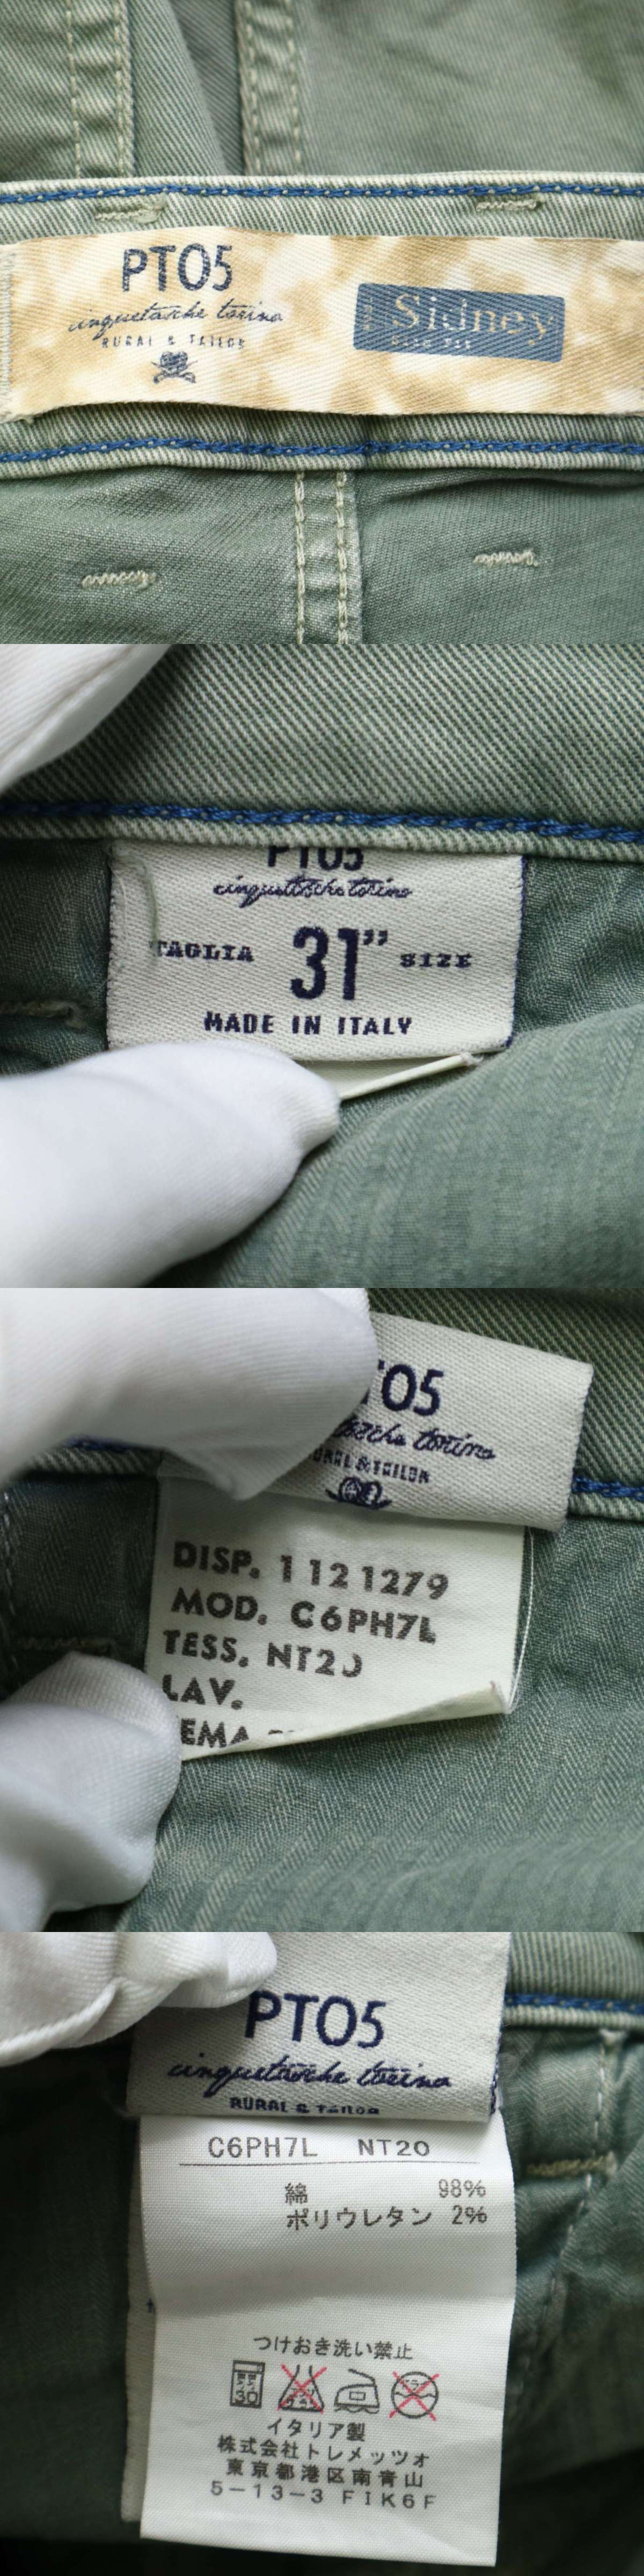 PT05
cinquetasche torino
RURAL & TAILOR
Sidney
PT05
cinquetasche torino
TAGLIA 31” SIZE
MADE IN ITALY
T05
tasche torino
RURAL & TAILOR
DISP. 1121279
MOD. C6PH7L
TESS. NT20
LAV.
EMA
PT05
cinquetasche torino
RURAL & TAILOR
C6PH7L NT20
綿 98%
ポリウレタン 2%
つけおき洗い禁止
30
イタリア製
株式会社トレメッツォ
東京都港区南青山
5-13-3 FIK6F